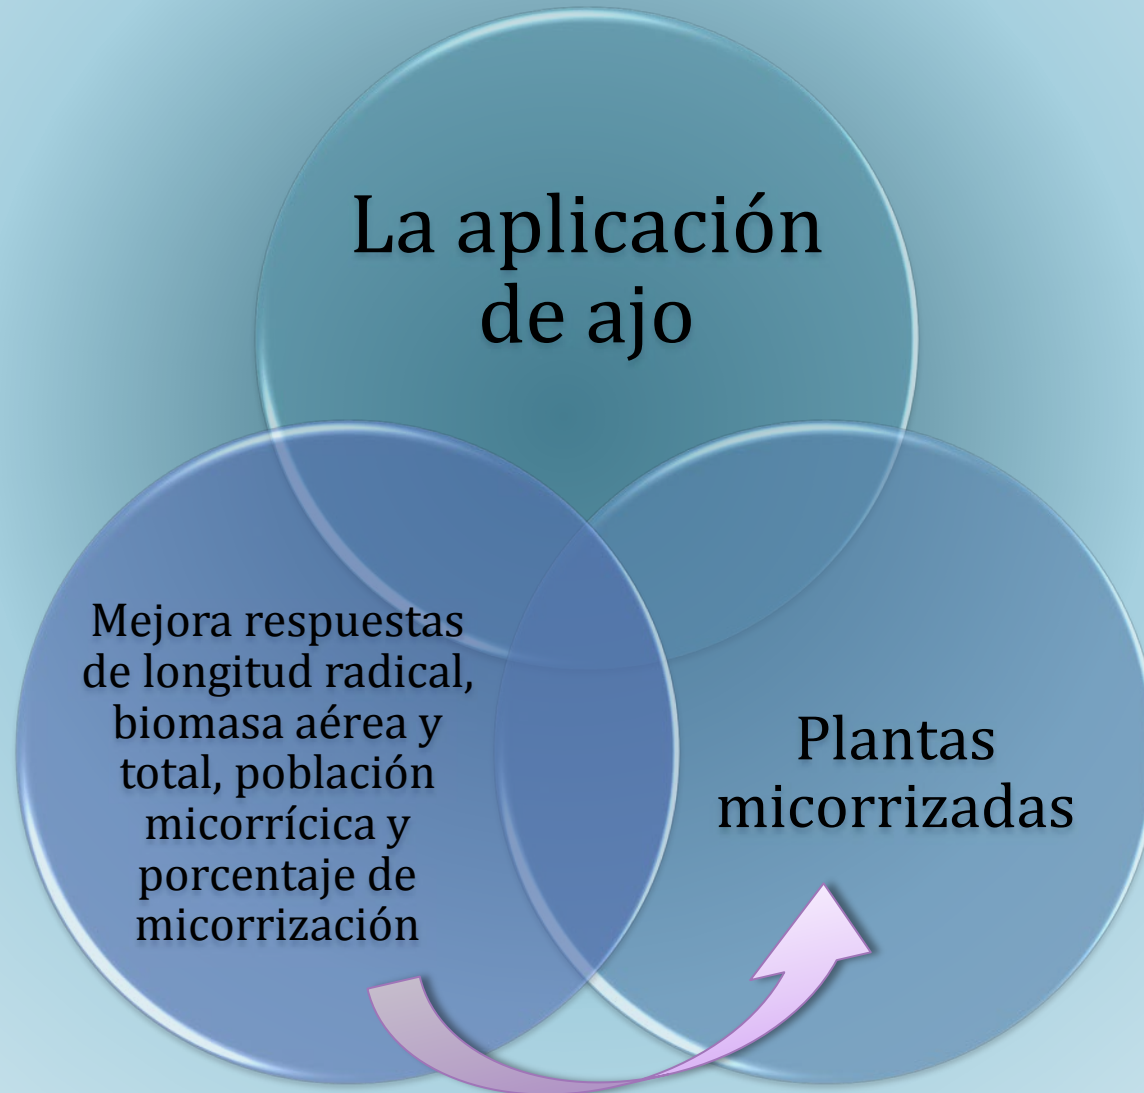 La aplicación
de ajo
Mejora respuestas
de longitud radical,
biomasa aérea y
total, población
micorrícica y
porcentaje de
micorrización
Plantas
micorrizadas